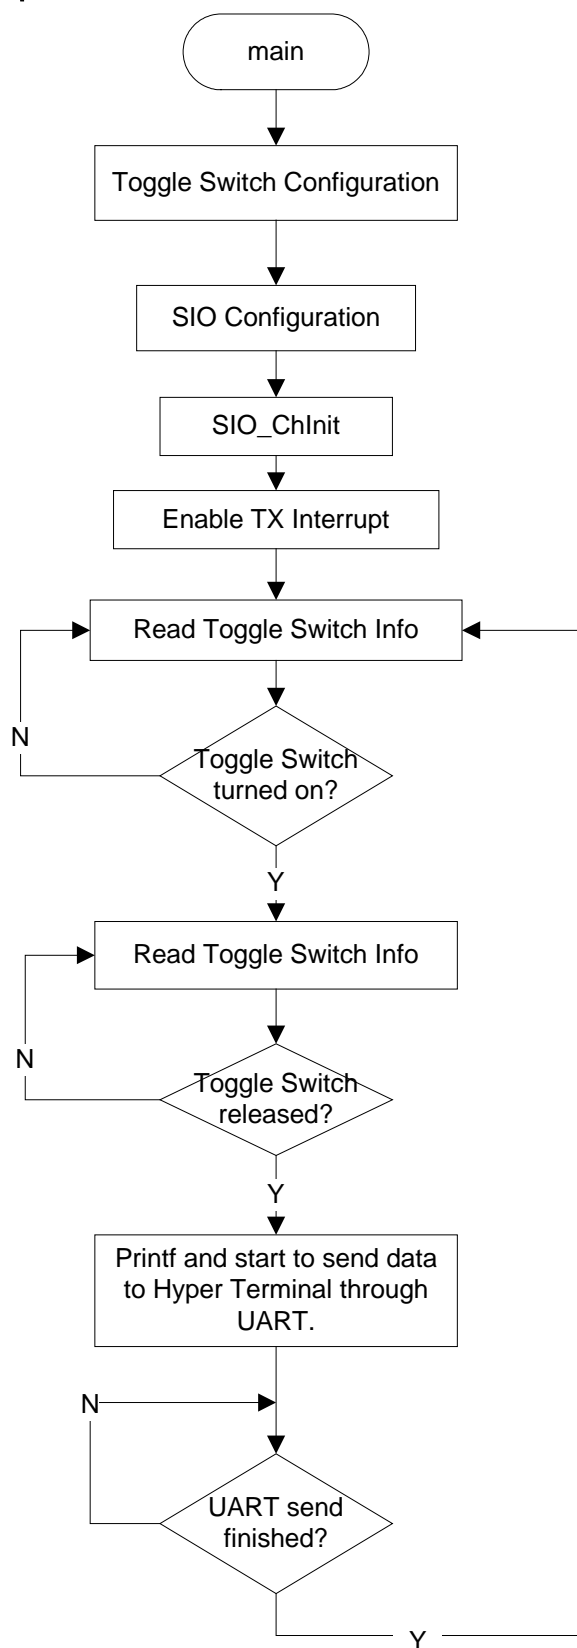 main
Toggle Switch Configuration
SIO Configuration
SIO_ChInit
Enable TX Interrupt
Read Toggle Switch Info
N
Toggle Switch
turned on?
Y
Read Toggle Switch Info
N
Toggle Switch
released?
Y
Printf and start to send data
to Hyper Terminal through
UART.
N
UART send
finished?
Y